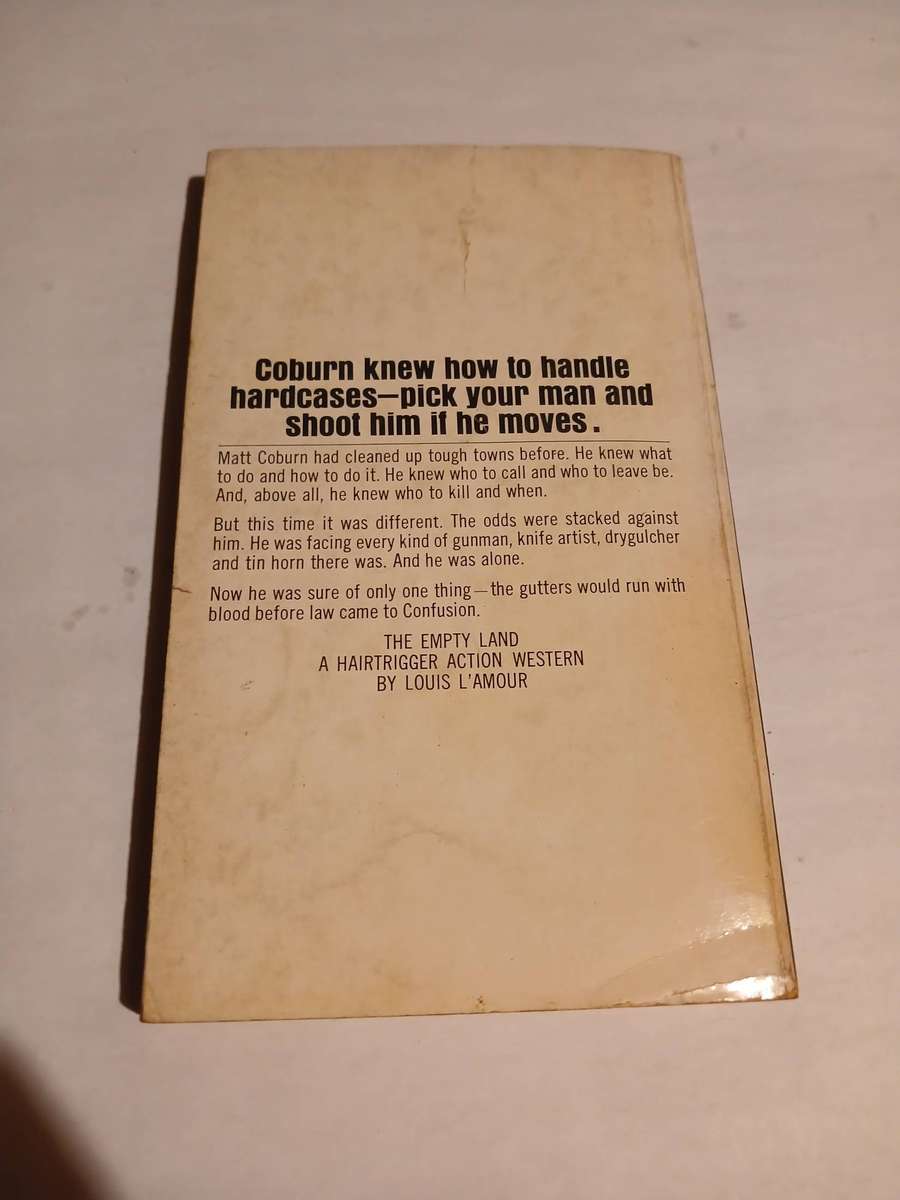 Coburn knew how to handle
hardcases—pick your man and
shoot him if he moves.
Matt Coburn had cleaned up tough towns before. He knew what
to do and how to do it. He knew who to call and who to leave be.
And, above all, he knew who to kill and when.
But this time it was different. The odds were stacked against
him. He was facing every kind of gunman, knife artist, drygulcher
and tin horn there was. And he was alone.
Now he was sure of only one thing—the gutters would run with
blood before law came to Confusion.
THE EMPTY LAND
A HAIRTRIGGER ACTION WESTERN
BY LOUIS L'AMOUR